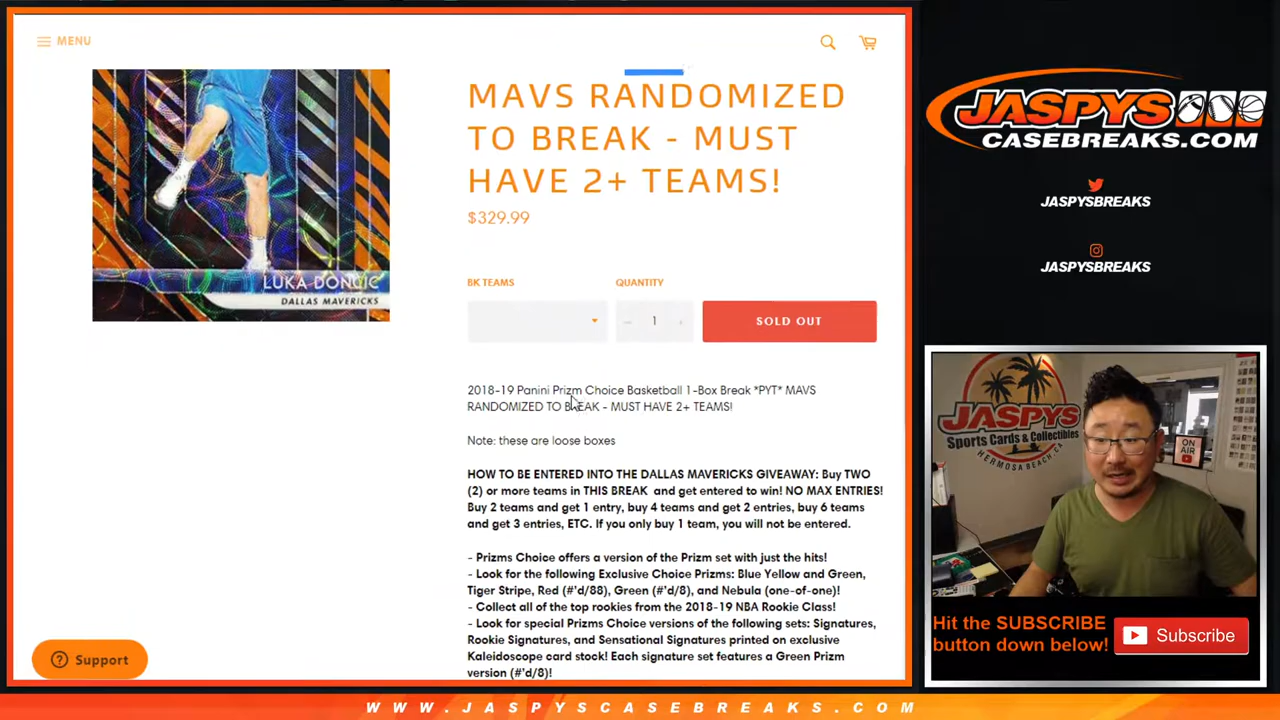 MENU
MAVS RANDOMIZED
TO BREAK - MUST
HAVE 2+ TEAMS!
$329.99
BK TEAMS
QUANTITY
1
SOLD OUT
LUKA DONCIC
DALLAS MAVERICKS
2018-19 Panini Prizm Choice Basketball 1-Box Break *PYT* MAVS
RANDOMIZED TO BREAK - MUST HAVE 2+ TEAMS!
Note: these are loose boxes
HOW TO BE ENTERED INTO THE DALLAS MAVERICKS GIVEAWAY: Buy TWO
(2) or more teams in THIS BREAK and get entered to win! NO MAX ENTRIES!
Buy 2 teams and get 1 entry, buy 4 teams and get 2 entries, buy 6 teams
and get 3 entries, ETC. If you only buy 1 team, you will not be entered.
- Prizms Choice offers a version of the Prizm set with just the hits!
- Look for the following Exclusive Choice Prizms: Blue Yellow and Green,
Tiger Stripe, Red (#'d/88), Green (#'d/8), and Nebula (one-of-one)!
- Collect all of the top rookies from the 2018-19 NBA Rookie Class!
- Look for special Prizms Choice versions of the following sets: Signatures,
Rookie Signatures, and Sensational Signatures printed on exclusive
Kaleidoscope card stock! Each signature set features a Green Prizm
version (#'d/8)!
Support
JASPYS
CASEBREAKS.COM
JASPYSBREAKS
JASPYSBREAKS
JASPYS
Sports Cards & Collectibles
HERMOSA BEACH, CA
ON
AIR
Hit the SUBSCRIBE
button down below!
Subscribe
WWW.JASPYSCASEBREAKS.COM